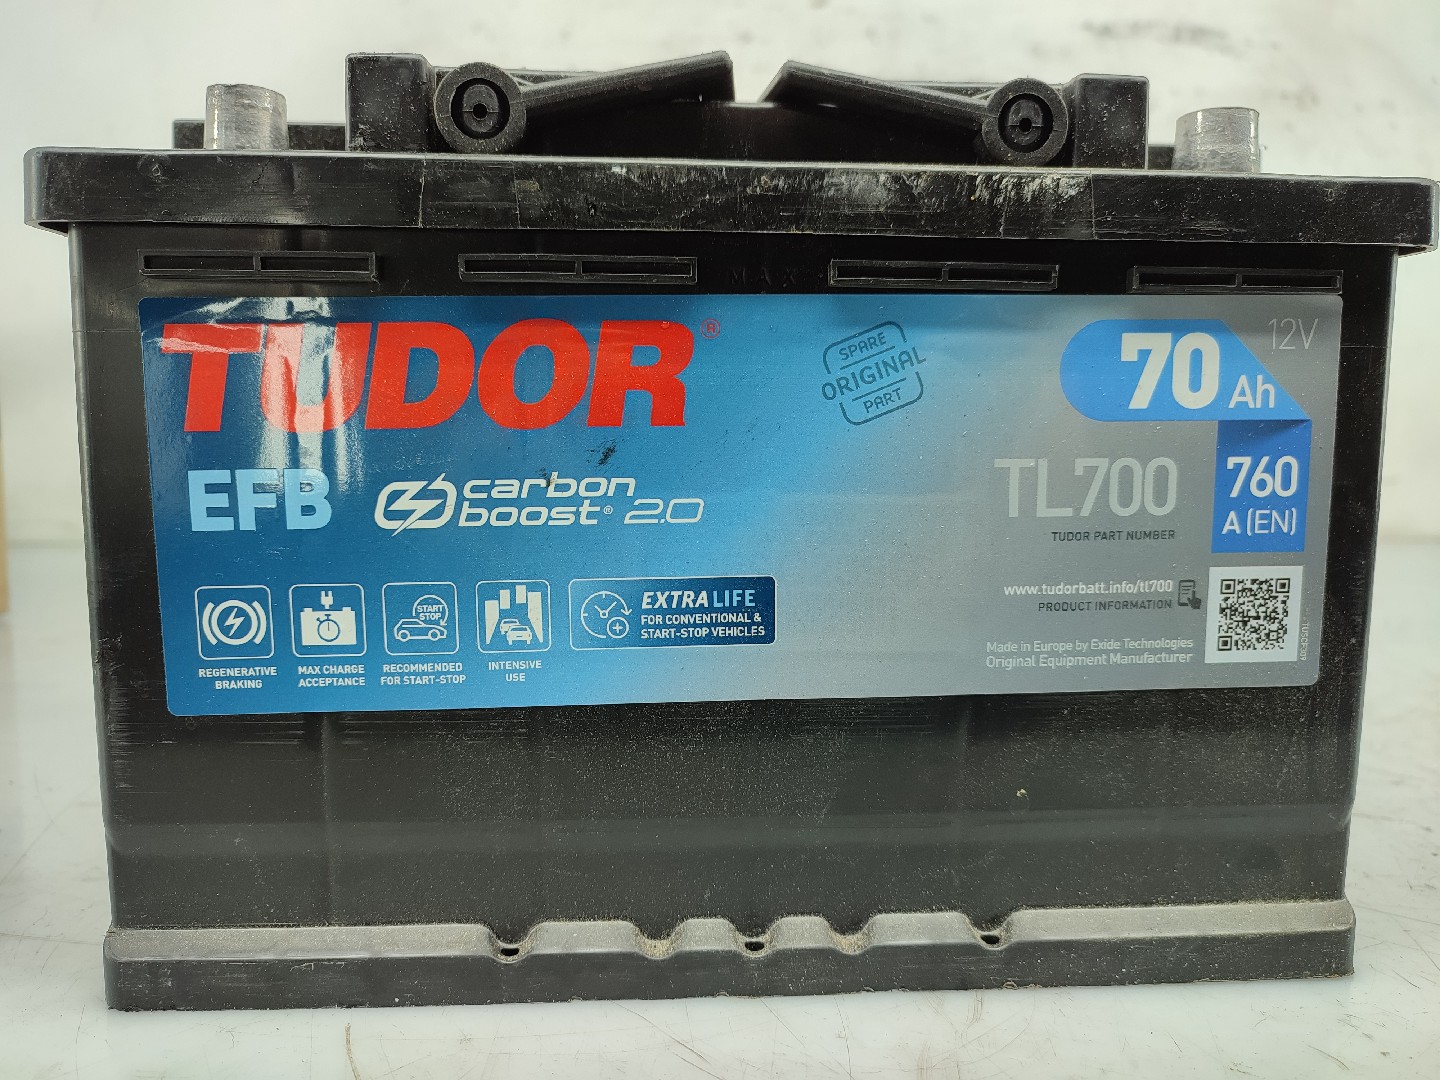 MAX
TUDOR®
SPARE
ORIGINAL
PART
70 Ah
12V
EFB
carbon
boost® 2.0
TL700
TUDOR PART NUMBER
760
A (EN)
START
STOP
REGENERATIVE
BRAKING
MAX CHARGE
ACCEPTANCE
RECOMMENDED
FOR START-STOP
INTENSIVE
USE
EXTRA LIFE
FOR CONVENTIONAL &
START-STOP VEHICLES
www.tudorbatt.info/tl700
PRODUCT INFORMATION
Made in Europe by Exide Technologies
Original Equipment Manufacturer